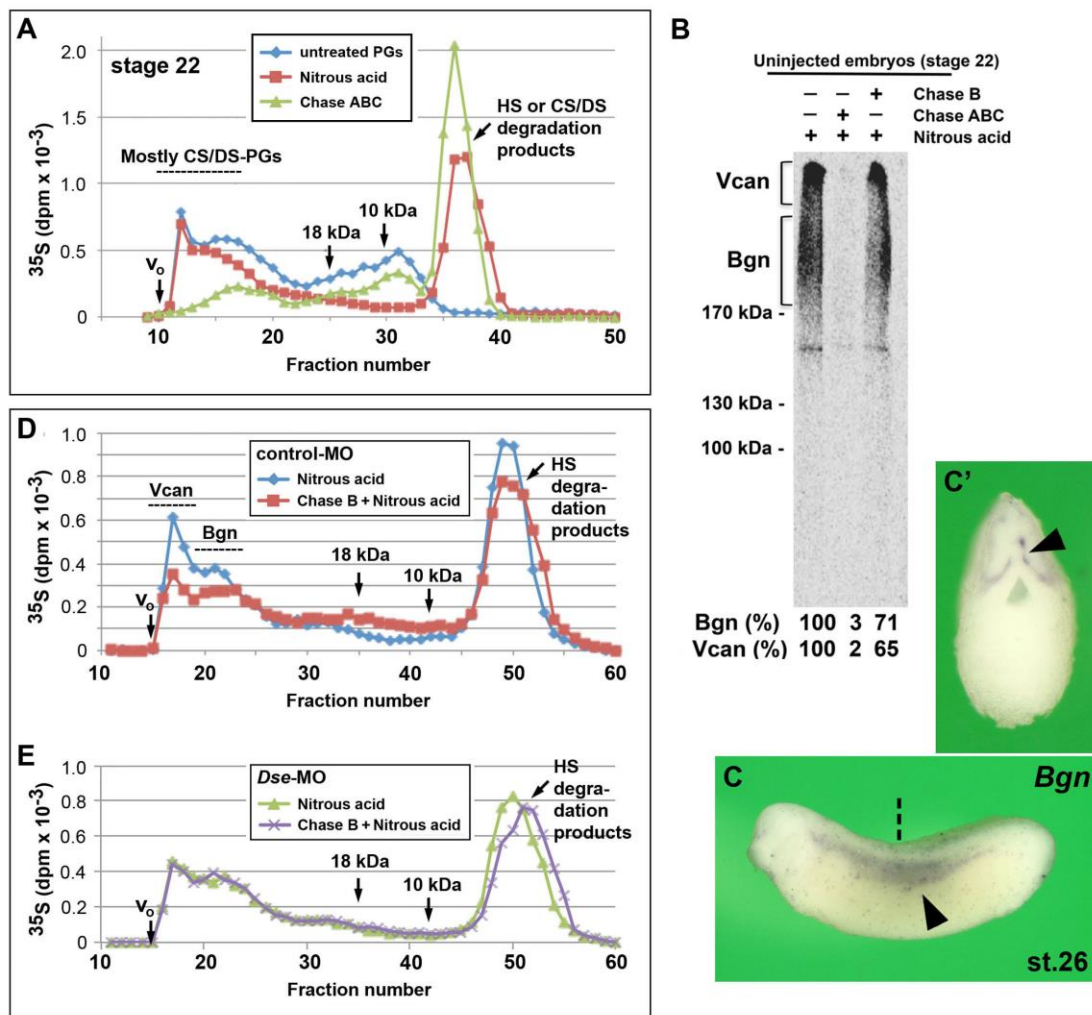 A
stage 22
untreated PGs
Nitrous acid
Chase ABC
HS or CS/DS
degradation
products
Mostly CS/DS-PGs
18 kDa
10 kDa
Vo
35S (dpm x 10-3)
2.0
1.5
1.0
0.5
0
10 20 30 40 50
Fraction number
B
Uninjected embryos (stage 22)
– – + Chase B
– + – Chase ABC
+ + + Nitrous acid
Vcan
Bgn
170 kDa -
130 kDa -
100 kDa -
Bgn (%) 100 3 71
Vcan (%) 100 2 65
D
control-MO
Nitrous acid
Chase B + Nitrous acid
HS
degra-
dation
products
Vcan
Bgn
18 kDa
10 kDa
Vo
35S (dpm x 10-3)
1.0
0.8
0.6
0.4
0.2
0
10 20 30 40 50 60
Fraction number
E
Dse-MO
Nitrous acid
Chase B + Nitrous acid
HS
degra-
dation
products
18 kDa
10 kDa
Vo
35S (dpm x 10-3)
1.0
0.8
0.6
0.4
0.2
0
10 20 30 40 50 60
Fraction number
C’
C
Bgn
st.26